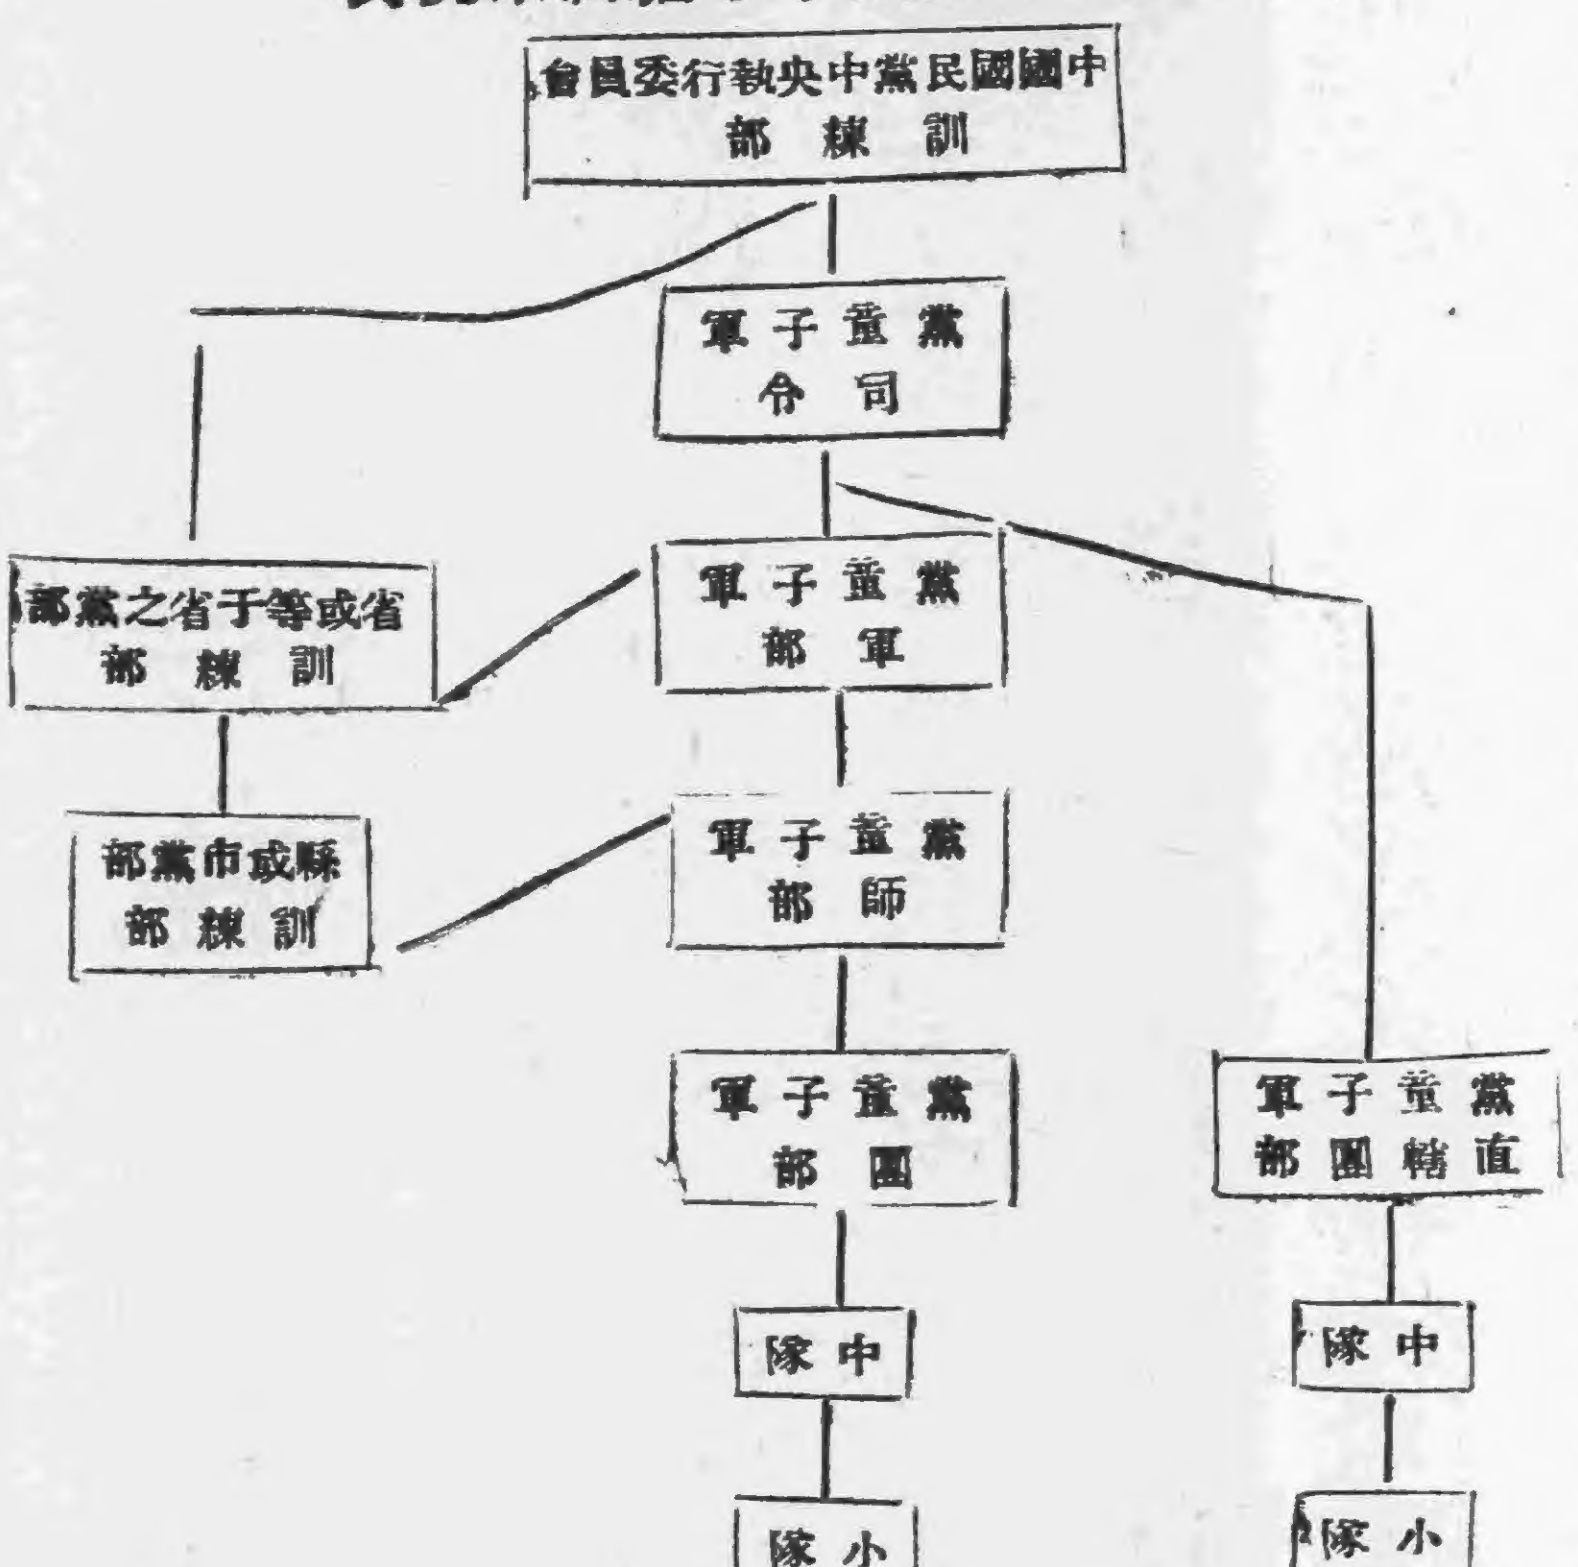 中國國民黨中央執行委員會
訓練部
黨童子軍
司令
省或等于省之黨部
訓練部
黨童子軍
軍部
縣或市黨部
訓練部
黨童子軍
師部
黨童子軍
團部
黨童子軍
直轄團部
中隊
中隊
小隊
小隊